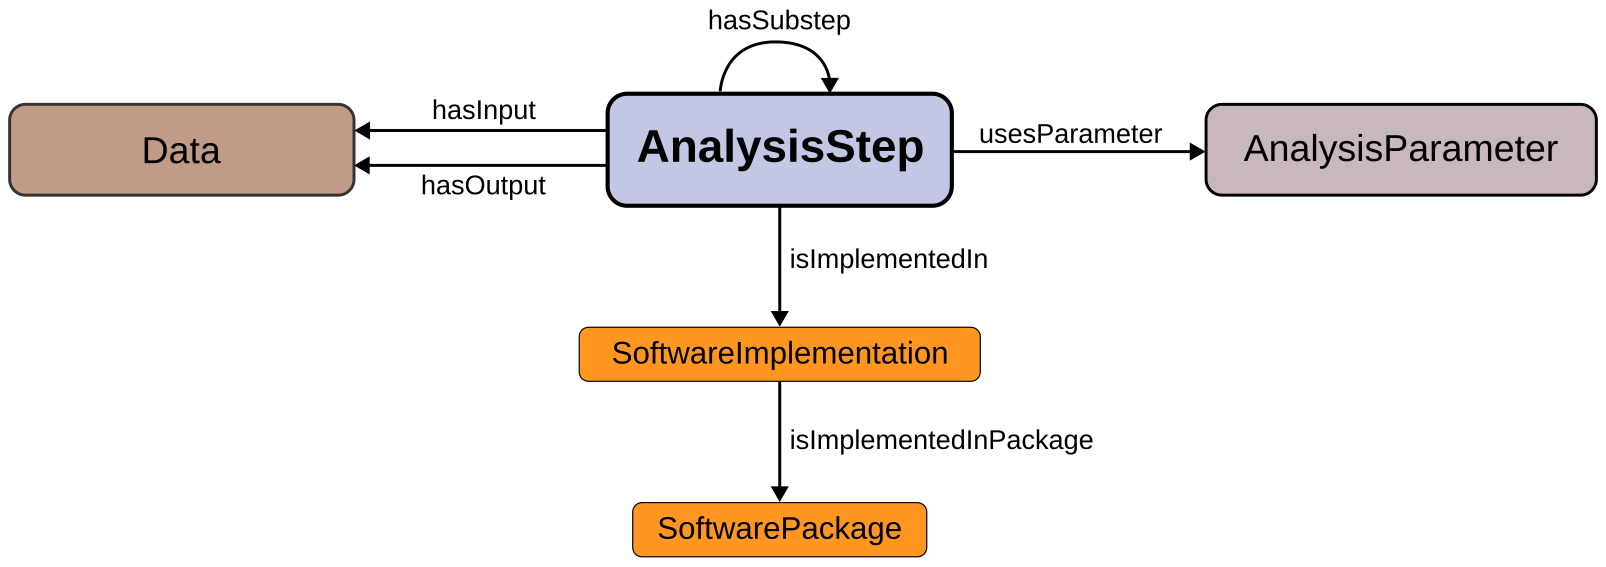 hasSubstep
hasInput
Data
AnalysisStep
usesParameter
AnalysisParameter
hasOutput
isImplementedIn
SoftwareImplementation
isImplementedInPackage
SoftwarePackage